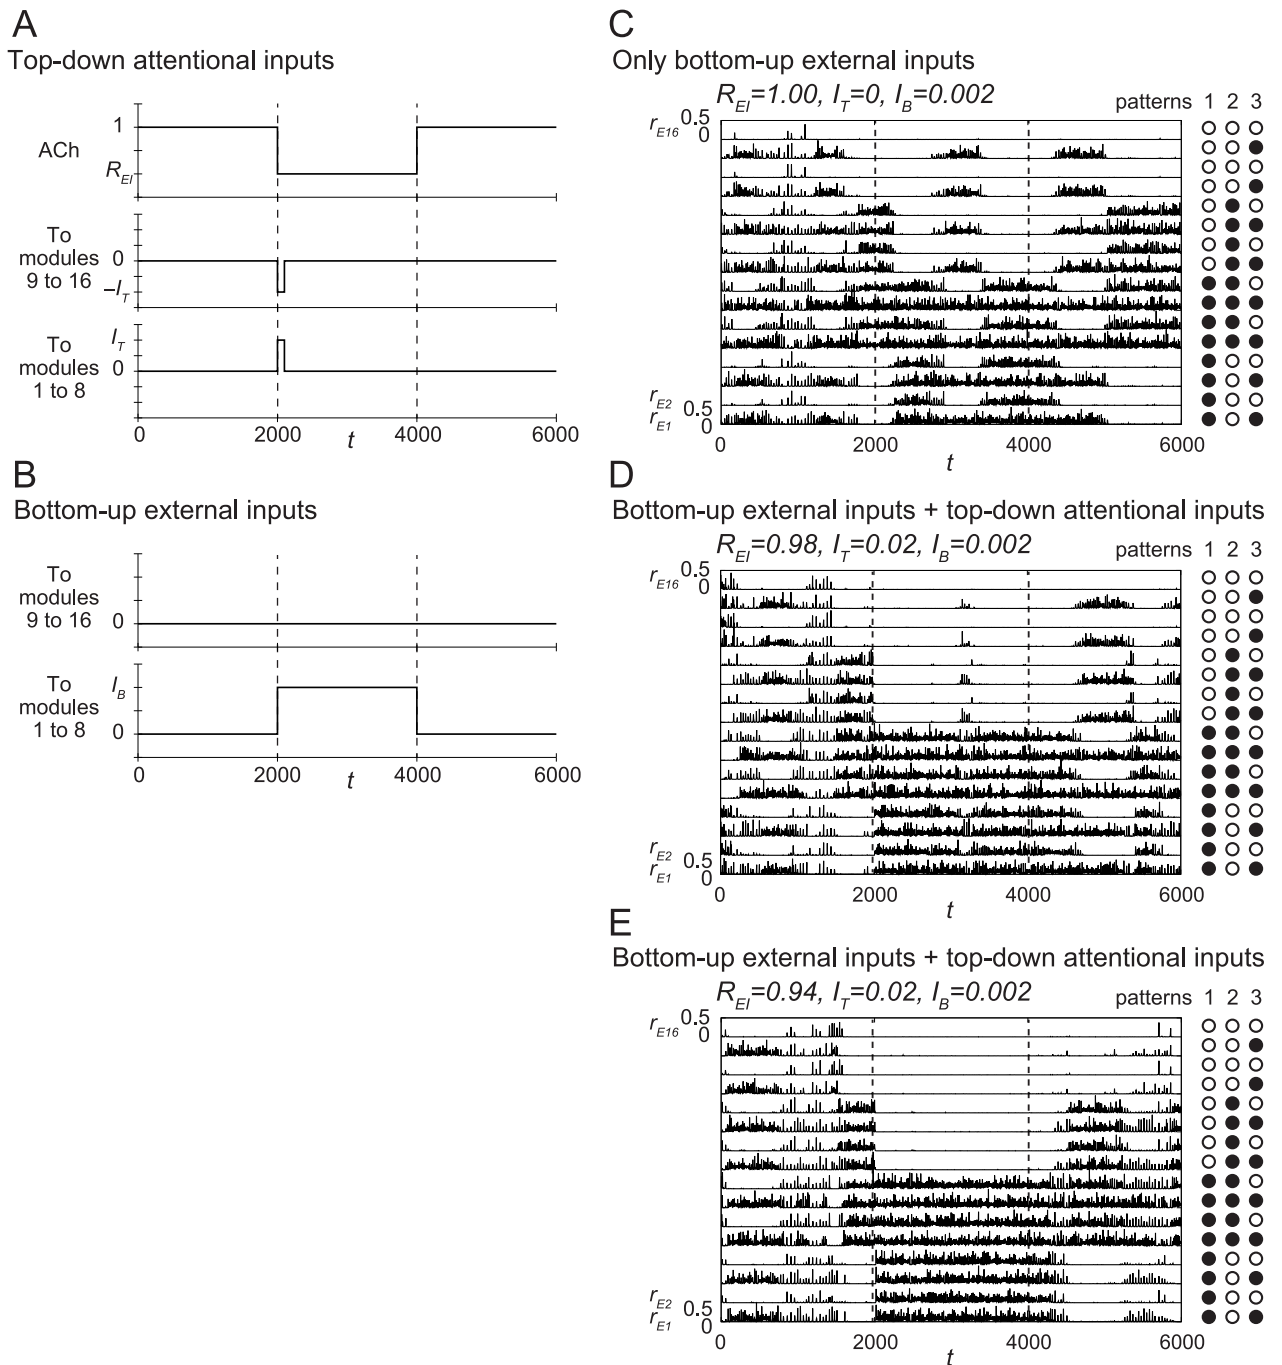 A
Top-down attentional inputs
ACh
1
R_EI
To modules 9 to 16
0
–I_T
To modules 1 to 8
I_T
0
0 2000 4000 6000
t
B
Bottom-up external inputs
To modules 9 to 16
0
To modules 1 to 8
I_B
0
0 2000 4000 6000
t
C
Only bottom-up external inputs
R_EI=1.00, I_T=0, I_B=0.002
patterns 1 2 3
r_E16 0.5
0
r_E2
r_E1 0.5
0
0 2000 4000 6000
t
D
Bottom-up external inputs + top-down attentional inputs
R_EI=0.98, I_T=0.02, I_B=0.002
patterns 1 2 3
r_E16 0.5
0
r_E2
r_E1 0.5
0
0 2000 4000 6000
t
E
Bottom-up external inputs + top-down attentional inputs
R_EI=0.94, I_T=0.02, I_B=0.002
patterns 1 2 3
r_E16 0.5
0
r_E2
r_E1 0.5
0
0 2000 4000 6000
t